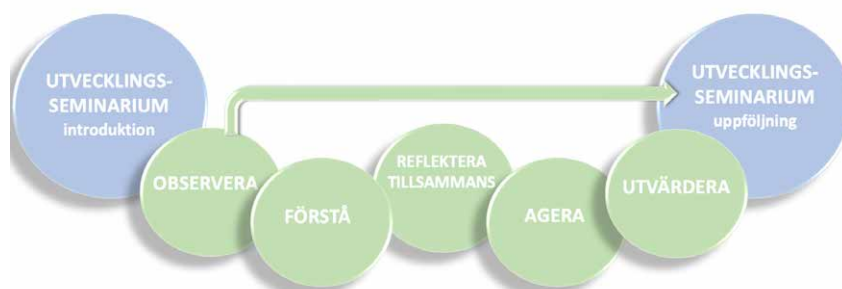 UTVECKLINGS-
SEMINARIUM
introduktion
OBSERVERA
FÖRSTÅ
REFLEKTERA
TILLSAMMANS
AGERA
UTVÄRDERA
UTVECKLINGS-
SEMINARIUM
uppföljning